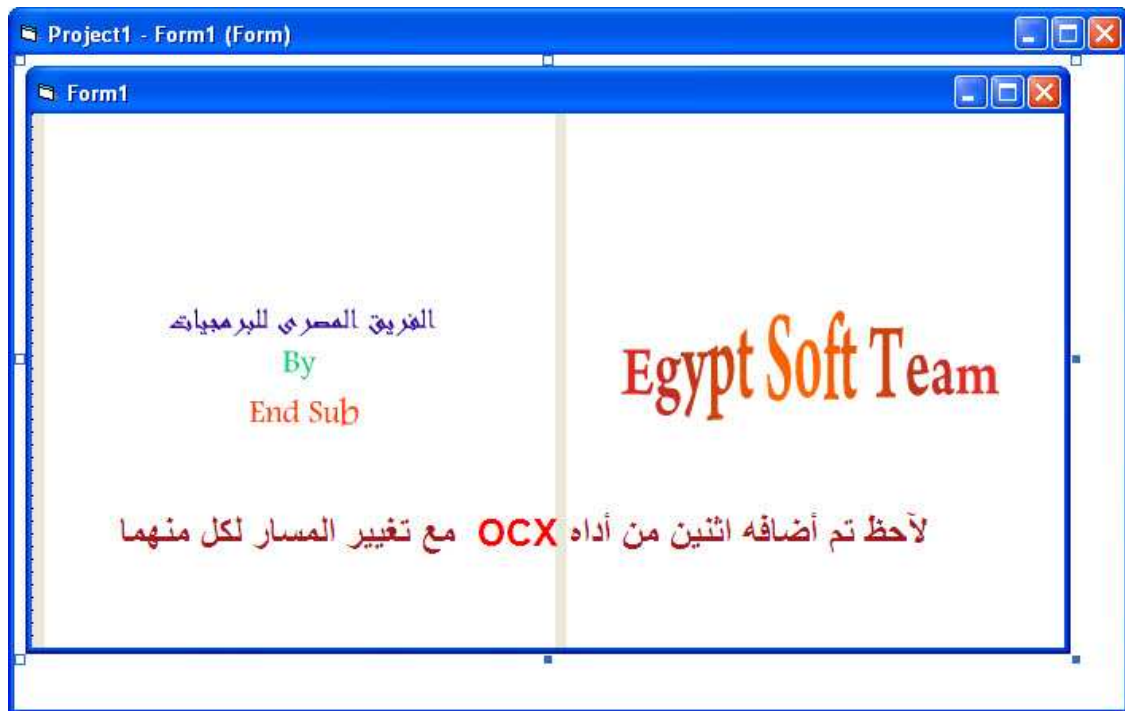 Project1 - Form1 (Form)
Form1
الفريق المصرى للبرمجيات
By
End Sub
Egypt Soft Team
لآحظ تم أضافه اثنين من أداه OCX مع تغيير المسار لكل منهما